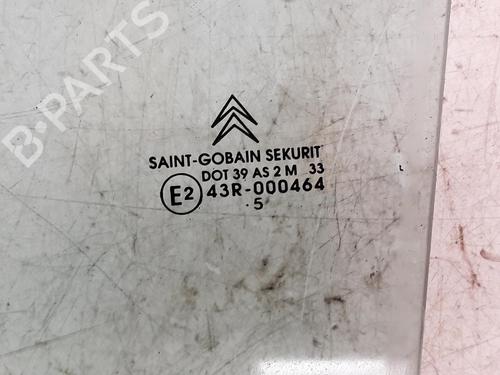 B-PARTS
SAINT-GOBAIN SEKURIT
DOT 39 AS 2 M 33
E2 43R-000464
.5